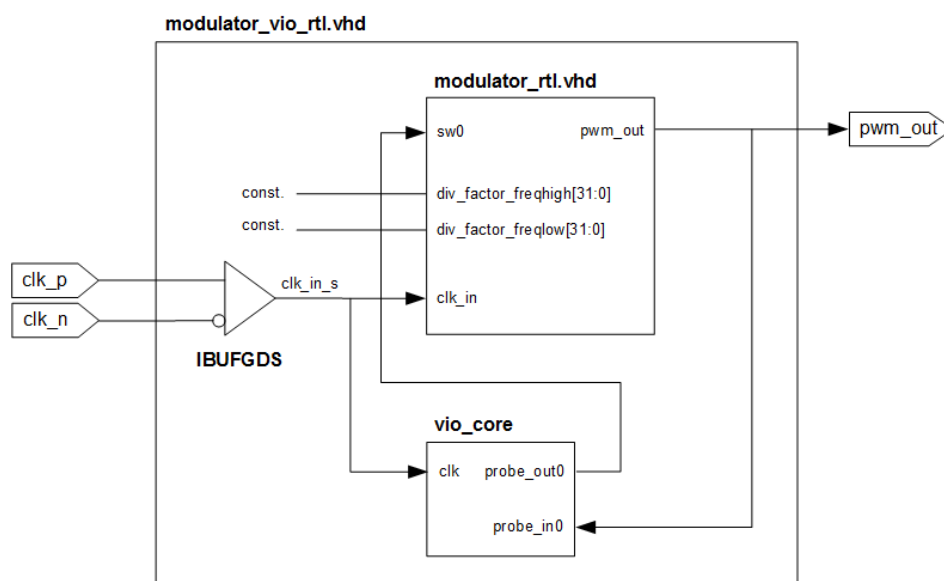 modulator_vio_rtl.vhd
modulator_rtl.vhd
sw0
pwm_out
pwm_out
const.
div_factor_freqhigh[31:0]
const.
div_factor_freqlow[31:0]
clk_p
clk_in_s
clk_in
clk_n
IBUFGDS
vio_core
clk
probe_out0
probe_in0